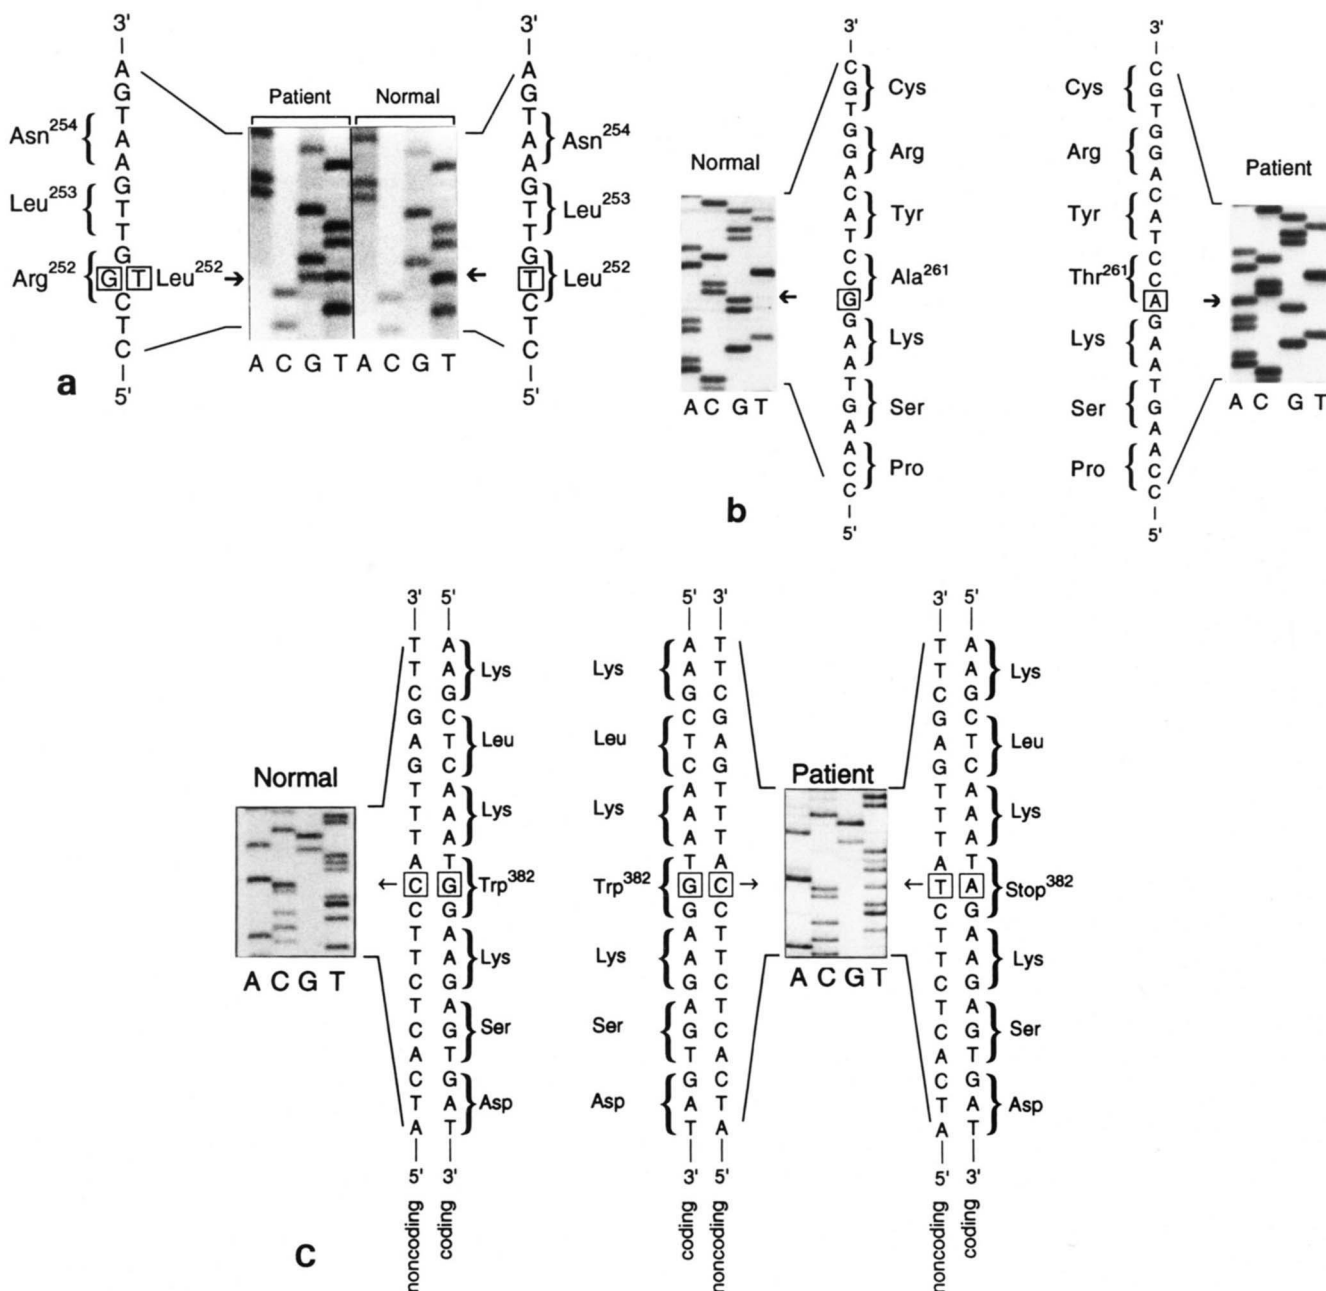 3'
A G T A A G T T G G T C T C
5'
Asn254
Leu253
Arg252
Leu252
Patient Normal
A C G T A C G T
3'
A G T A A G T T G T C T C
5'
Asn254
Leu253
Leu252
a
Normal
A C G T
3'
C G T G G A C A T C C G G A A T G A A C C
5'
Cys
Arg
Tyr
Ala261
Lys
Ser
Pro
3'
C G T G G A C A T C C A G A A T G A A C C
5'
Cys
Arg
Tyr
Thr261
Lys
Ser
Pro
Patient
A C G T
b
Normal
A C G T
3'
T T C G A G T T T A C C T T C T C A C T A
5'
noncoding
5'
A A G C T C A A A T G G A A G A G T G A T
3'
coding
Lys
Leu
Lys
Trp382
Lys
Ser
Asp
Lys
Leu
Lys
Trp382
Lys
Ser
Asp
5'
A A G C T C A A A T G G A A G A G T G A T
3'
coding
3'
T T C G A G T T T A C C T T C T C A C T A
5'
noncoding
Patient
A C G T
3'
T T C G A G T T T A T C T T C T C A C T A
5'
noncoding
5'
A A G C T C A A A T A G A A G A G T G A T
3'
coding
Lys
Leu
Lys
Stop382
Lys
Ser
Asp
c